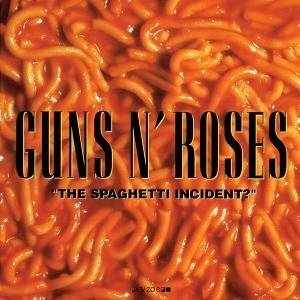 GUNS N' ROSES
"THE SPAGHETTI INCIDENT?"